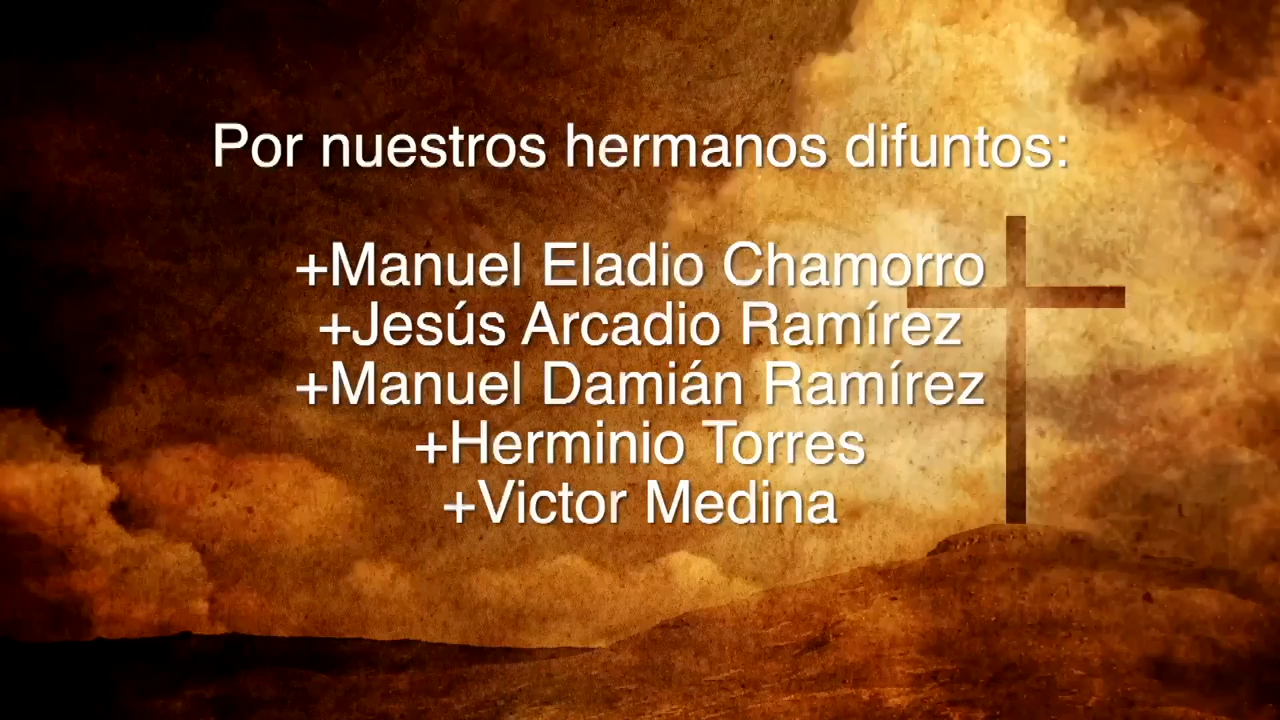 Por nuestros hermanos difuntos:
+Manuel Eladio Chamorro
+Jesús Arcadio Ramírez
+Manuel Damián Ramírez
+Herminio Torres
+Victor Medina